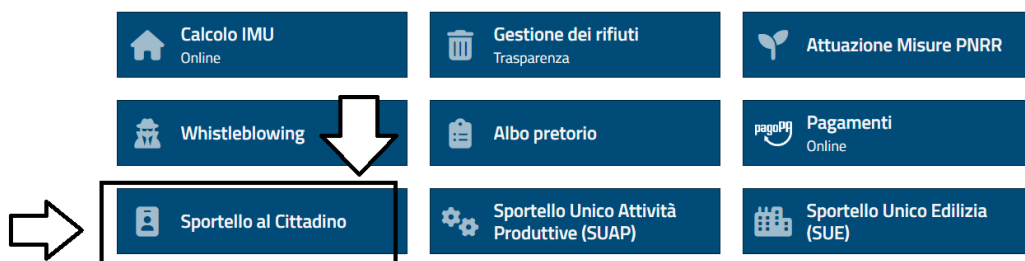 Calcolo IMU
Online
Gestione dei rifiuti
Trasparenza
Attuazione Misure PNRR
Whistleblowing
Albo pretorio
pagoPA
Pagamenti
Online
Sportello al Cittadino
Sportello Unico Attività
Produttive (SUAP)
Sportello Unico Edilizia
(SUE)